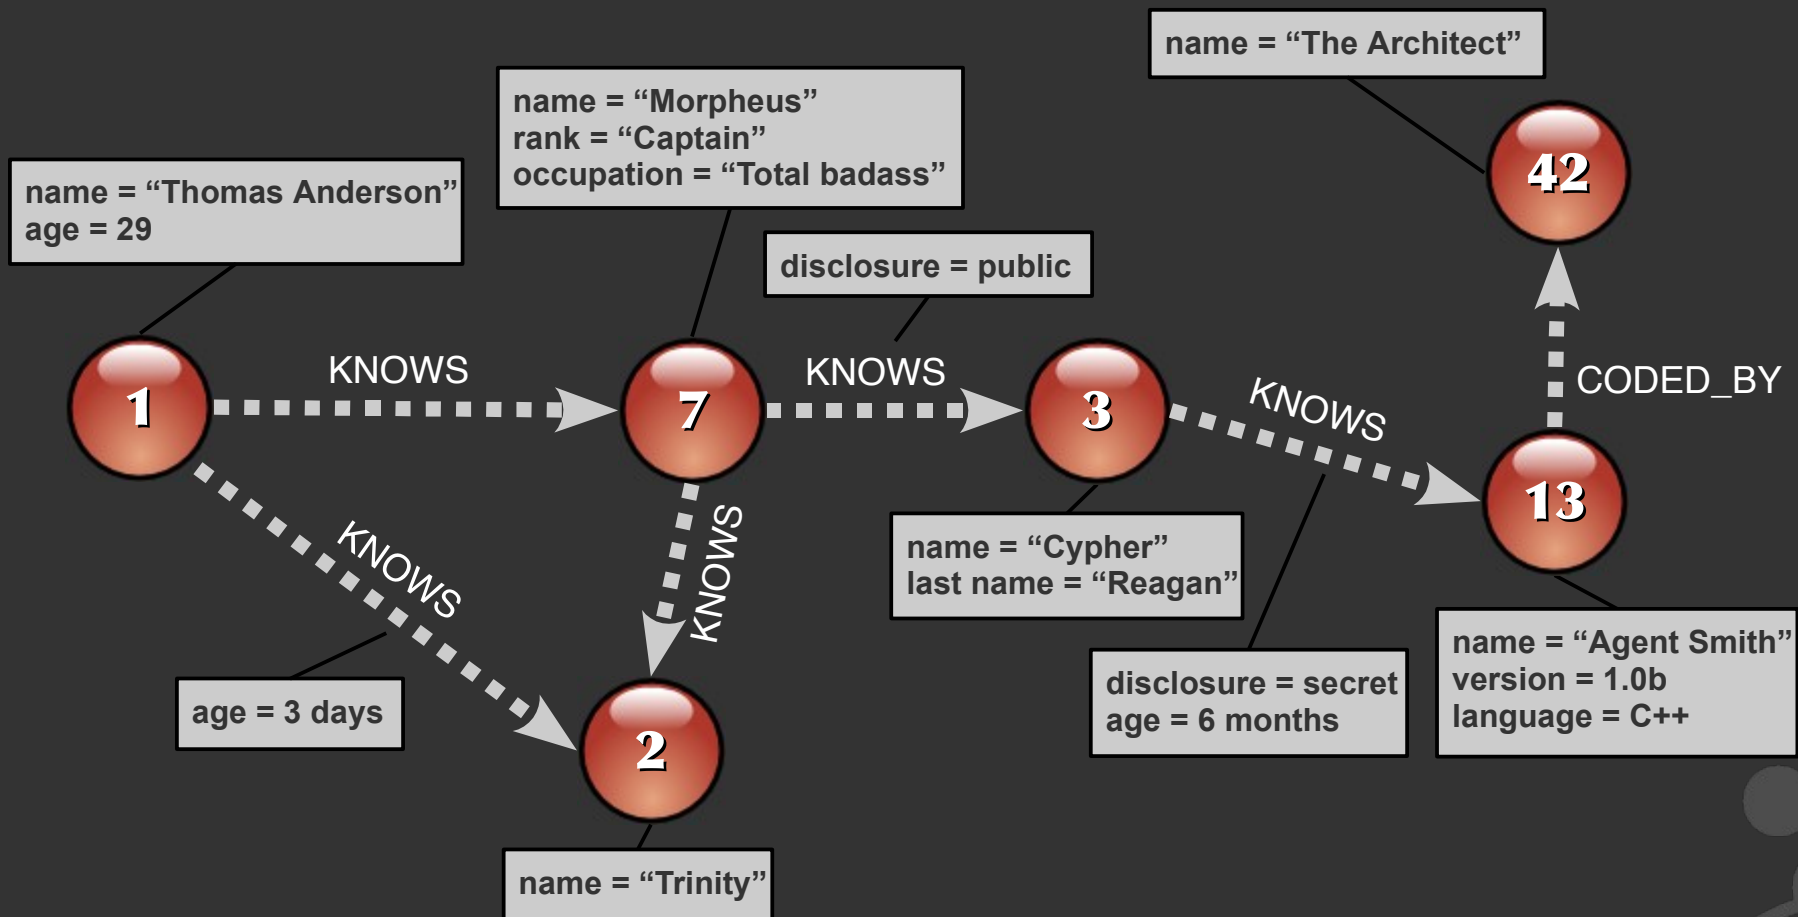 name = “The Architect”
name = “Morpheus”
rank = “Captain”
occupation = “Total badass”
42
name = “Thomas Anderson”
age = 29
disclosure = public
KNOWS
KNOWS
KNOWS
CODED_BY
1
7
3
13
KNOWS
KNOWS
name = “Cypher”
last name = “Reagan”
name = “Agent Smith”
version = 1.0b
language = C++
disclosure = secret
age = 6 months
age = 3 days
2
name = “Trinity”